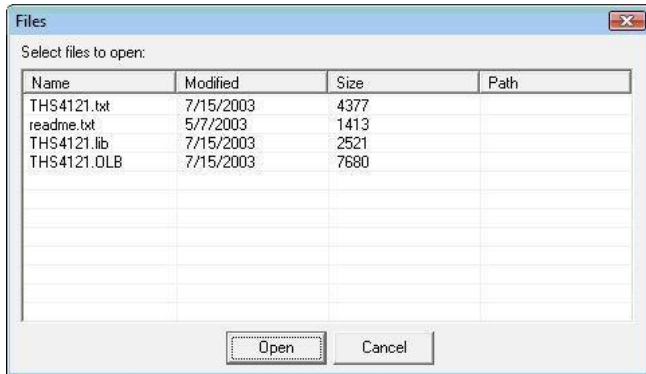 Files
Select files to open:
Name Modified Size Path
THS4121.txt 7/15/2003 4377
readme.txt 5/7/2003 1413
THS4121.lib 7/15/2003 2521
THS4121.OLB 7/15/2003 7680
Open Cancel